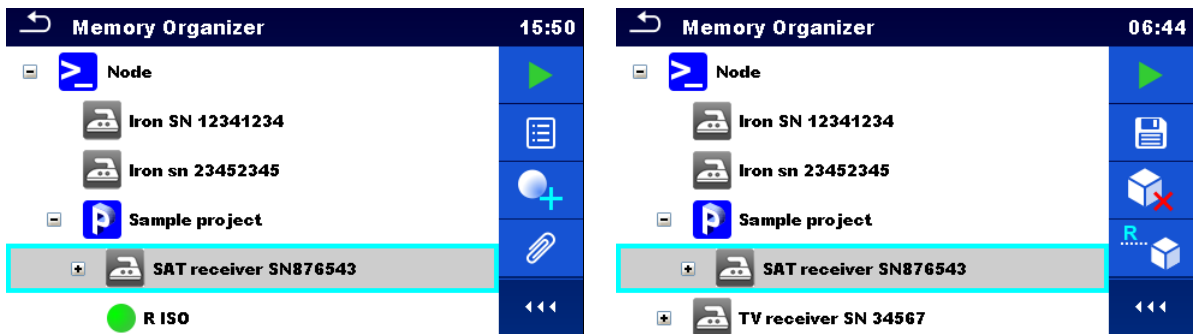 Memory Organizer 15:50
Node
Iron SN 12341234
Iron sn 23452345
Sample project
SAT receiver SN876543
R ISO
Memory Organizer 06:44
Node
Iron SN 12341234
Iron sn 23452345
Sample project
R
SAT receiver SN876543
TV receiver SN 34567